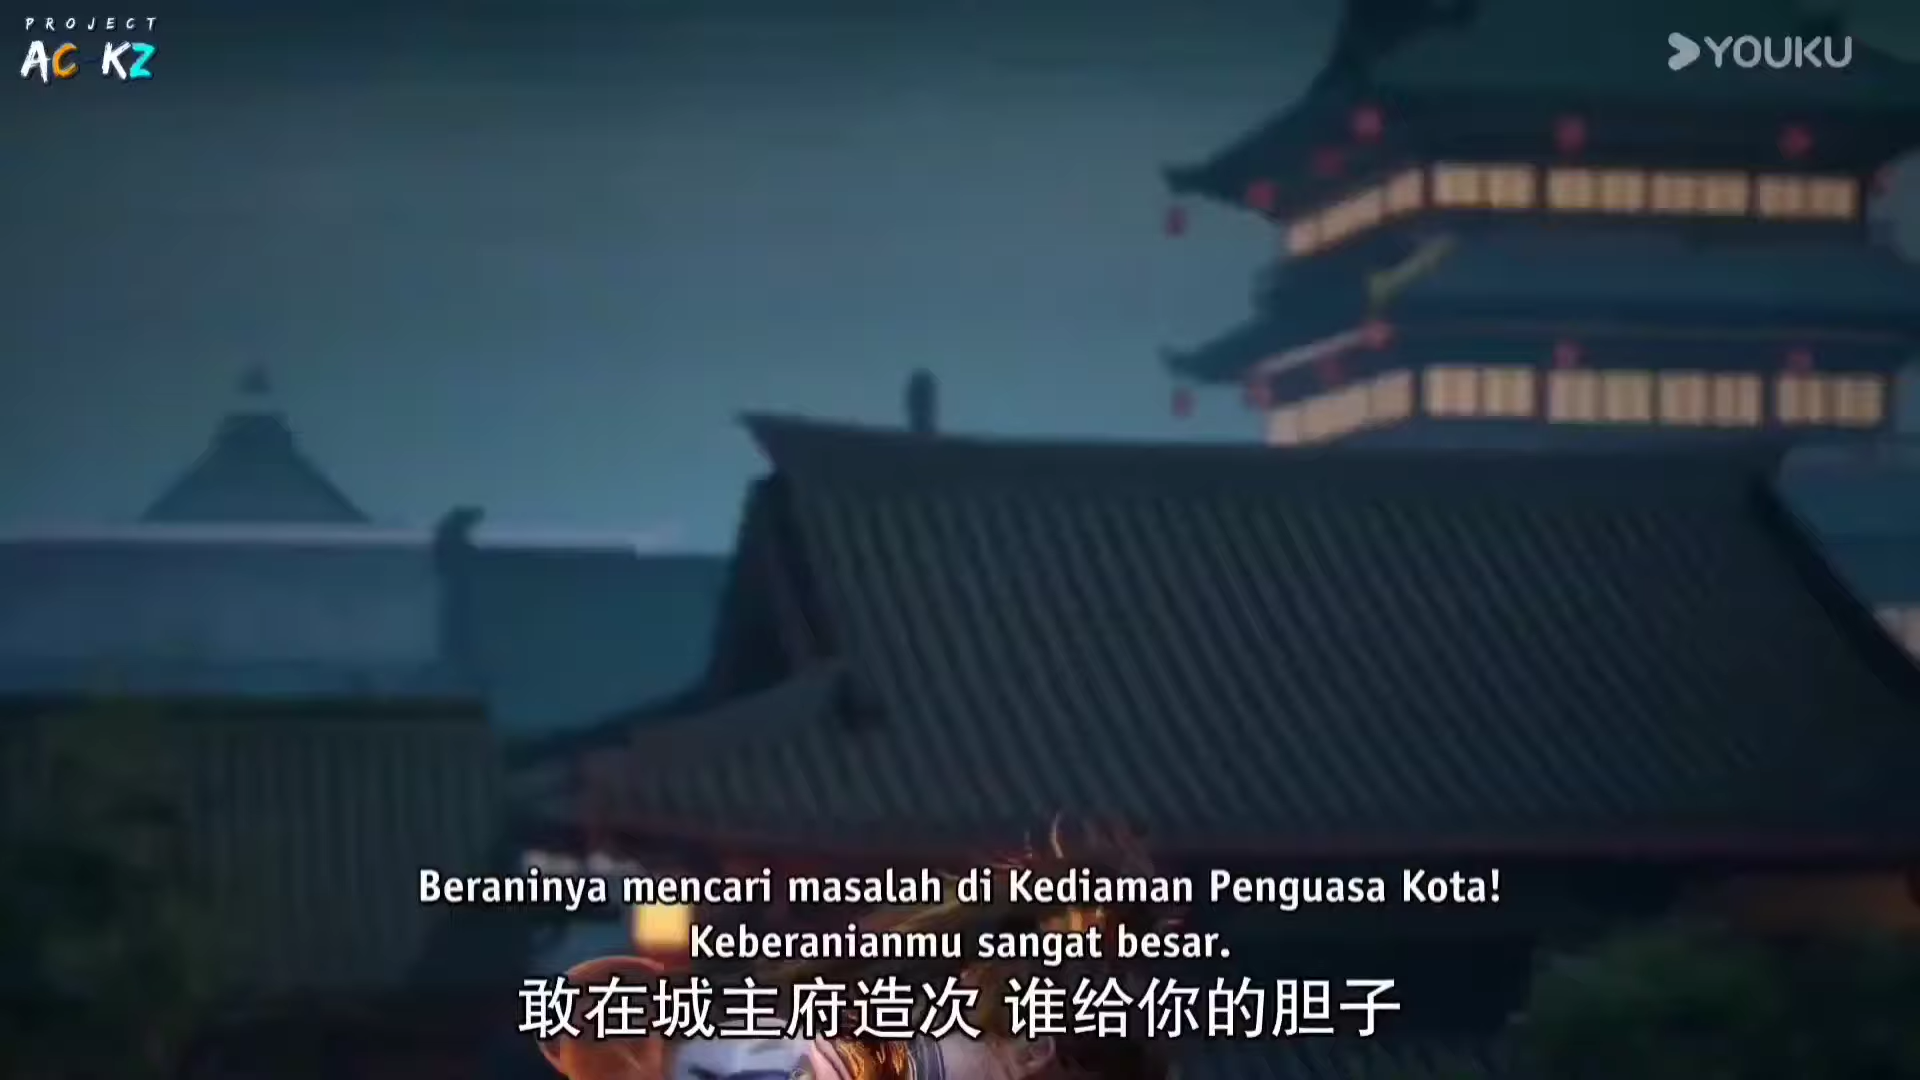 PROJECT
AC-KZ
YOUKU
Beraninya mencari masalah di Kediaman Penguasa Kota!
Keberanianmu sangat besar.
敢在城主府造次 谁给你的胆子